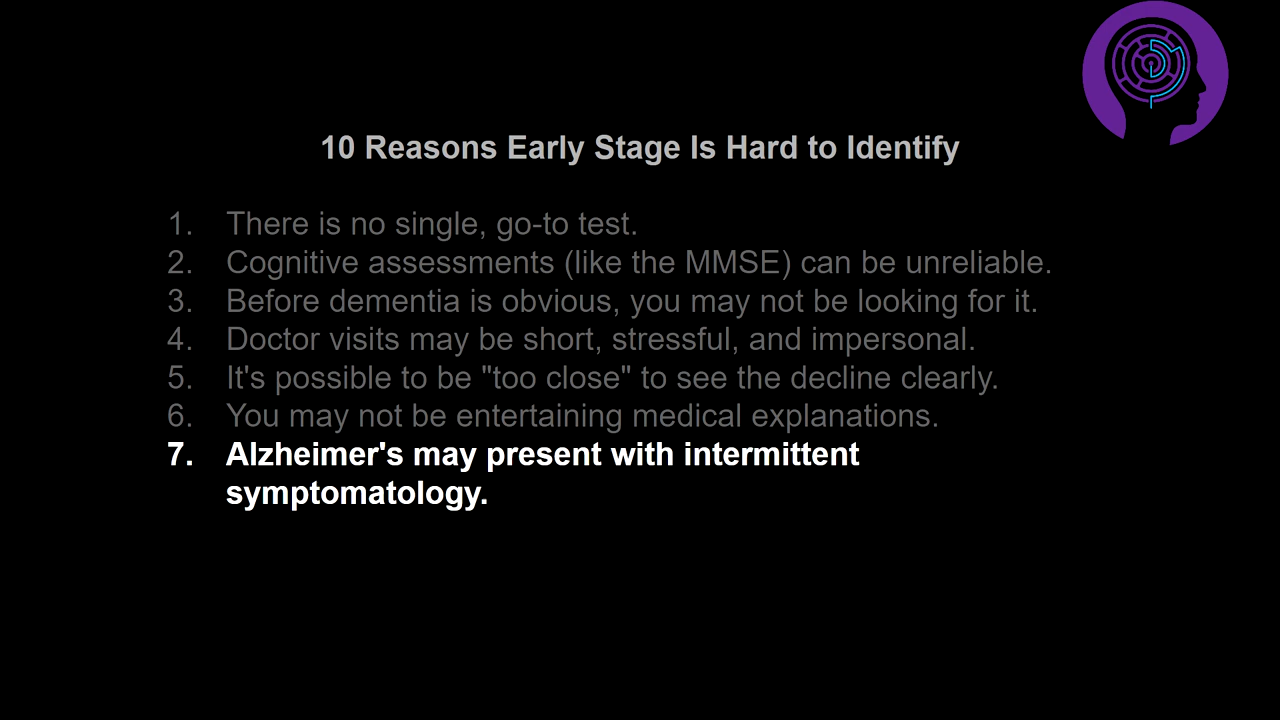 10 Reasons Early Stage Is Hard to Identify
1. There is no single, go-to test.
2. Cognitive assessments (like the MMSE) can be unreliable.
3. Before dementia is obvious, you may not be looking for it.
4. Doctor visits may be short, stressful, and impersonal.
5. It's possible to be "too close" to see the decline clearly.
6. You may not be entertaining medical explanations.
7. Alzheimer's may present with intermittent
symptomatology.